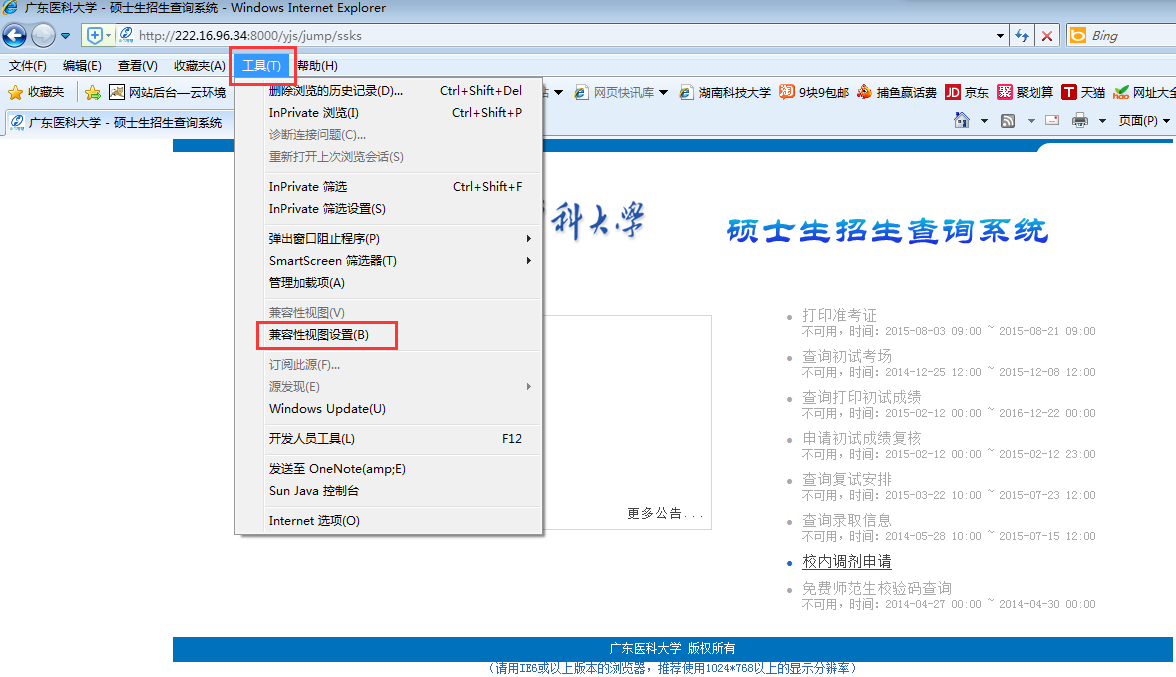 广东医科大学 - 硕士生招生查询系统 - Windows Internet Explorer
http://222.16.96.34:8000/yjs/jump/ssks
Bing
文件(F) 编辑(E) 查看(V) 收藏夹(A) 工具(T) 帮助(H)
收藏夹 网站后台—云环境 网页快讯库 湖南科技大学 淘 9块9包邮 捕鱼赢话费 JD 京东 聚 聚划算 T 天猫 网址大全
广东医科大学 - 硕士生招生查询系统
页面(P)
删除浏览的历史记录(D)... Ctrl+Shift+Del
InPrivate 浏览(I) Ctrl+Shift+P
诊断连接问题(C)...
重新打开上次浏览会话(S)
InPrivate 筛选 Ctrl+Shift+F
InPrivate 筛选设置(S)
弹出窗口阻止程序(P)
SmartScreen 筛选器(T)
管理加载项(A)
兼容性视图(V)
兼容性视图设置(B)
订阅此源(F)...
源发现(E)
Windows Update(U)
开发人员工具(L) F12
发送至 OneNote(amp;E)
Sun Java 控制台
Internet 选项(O)
科大学
硕士生招生查询系统
更多公告...
打印准考证
不可用，时间：2015-08-03 09:00 ~ 2015-08-21 09:00
查询初试考场
不可用，时间：2014-12-25 12:00 ~ 2015-12-08 12:00
查询打印初试成绩
不可用，时间：2015-02-12 00:00 ~ 2016-12-22 00:00
申请初试成绩复核
不可用，时间：2015-02-12 00:00 ~ 2015-02-12 23:00
查询复试安排
不可用，时间：2015-03-22 10:00 ~ 2015-07-23 12:00
查询录取信息
不可用，时间：2014-05-28 10:00 ~ 2015-07-15 12:00
校内调剂申请
免费师范生校验码查询
不可用，时间：2014-04-27 00:00 ~ 2014-04-30 00:00
广东医科大学 版权所有
（请用IE6或以上版本的浏览器，推荐使用1024*768以上的显示分辨率）